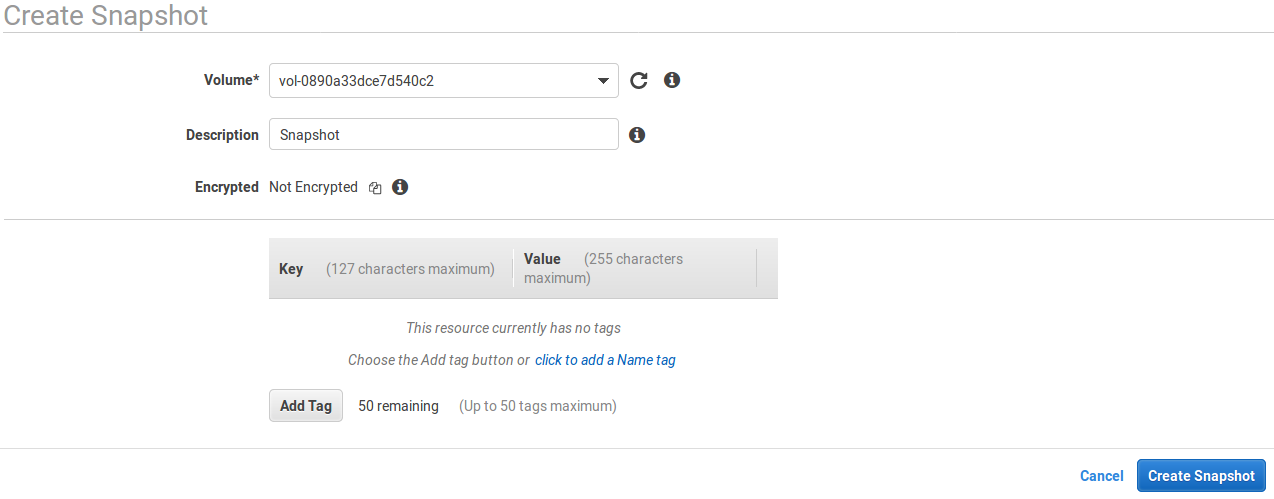 Create Snapshot
Volume* vol-0890a33dce7d540c2
Description Snapshot
Encrypted Not Encrypted
Key (127 characters maximum) Value (255 characters
maximum)
This resource currently has no tags
Choose the Add tag button or click to add a Name tag
Add Tag 50 remaining (Up to 50 tags maximum)
Cancel Create Snapshot